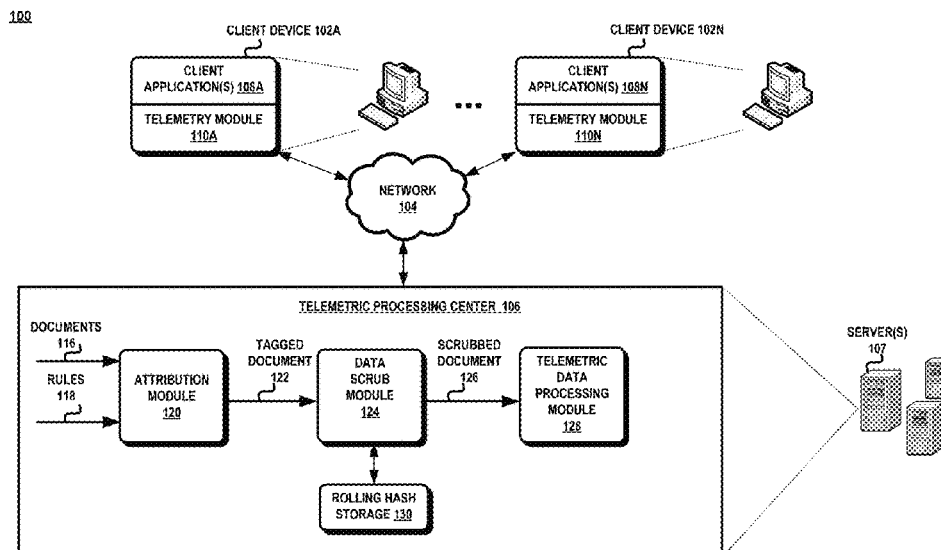 100
CLIENT DEVICE 102A
CLIENT DEVICE 102N
CLIENT
APPLICATION(S) 108A
TELEMETRY MODULE
110A
...
CLIENT
APPLICATION(S) 108N
TELEMETRY MODULE
110N
NETWORK
104
TELEMETRIC PROCESSING CENTER 106
DOCUMENTS
116
RULES
118
ATTRIBUTION
MODULE
120
TAGGED
DOCUMENT
122
DATA
SCRUB
MODULE
124
SCRUBBED
DOCUMENT
126
TELEMETRIC
DATA
PROCESSING
MODULE
128
ROLLING HASH
STORAGE 130
SERVER(S)
107